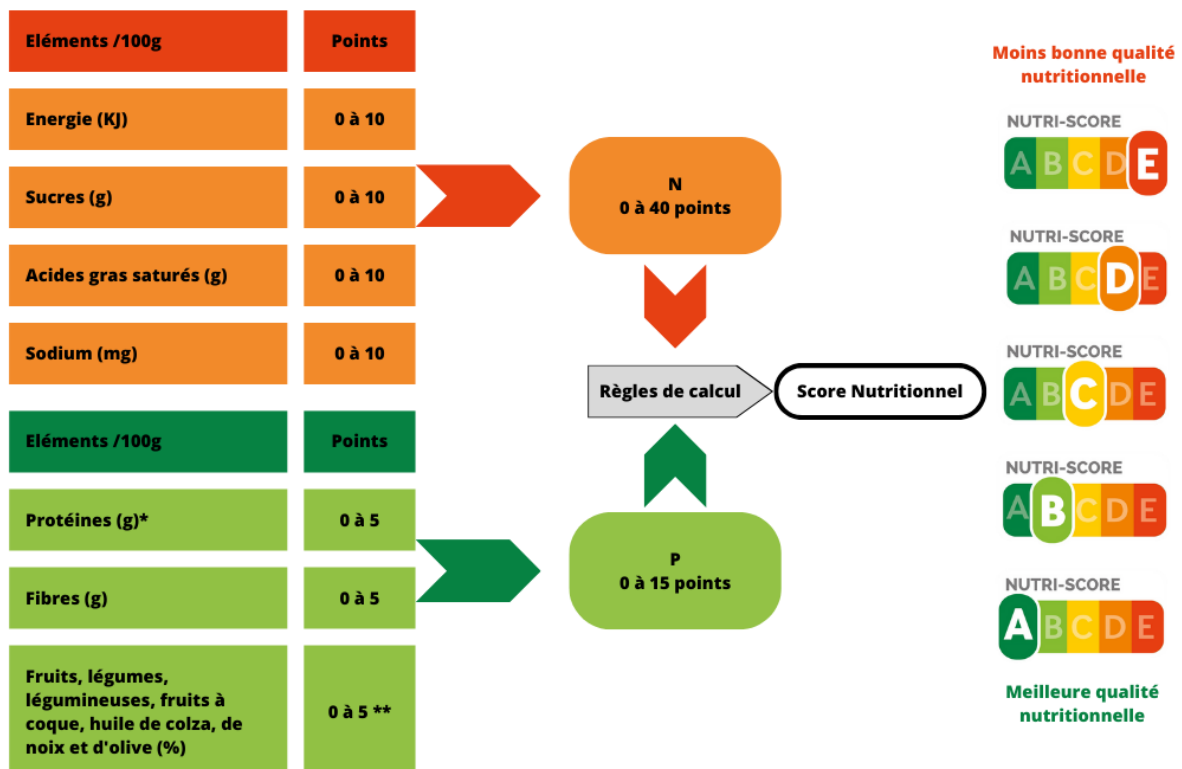 Eléments /100g
Points
Energie (KJ)
0 à 10
Sucres (g)
0 à 10
Acides gras saturés (g)
0 à 10
Sodium (mg)
0 à 10
Eléments /100g
Points
Protéines (g)*
0 à 5
Fibres (g)
0 à 5
Fruits, légumes,
légumineuses, fruits à
coque, huile de colza, de
noix et d'olive (%)
0 à 5 **
N
0 à 40 points
Règles de calcul
Score Nutritionnel
P
0 à 15 points
Moins bonne qualité
nutritionnelle
NUTRI-SCORE
A B C D E
NUTRI-SCORE
A B C D E
NUTRI-SCORE
A B C D E
NUTRI-SCORE
A B C D E
NUTRI-SCORE
A B C D E
Meilleure qualité
nutritionnelle